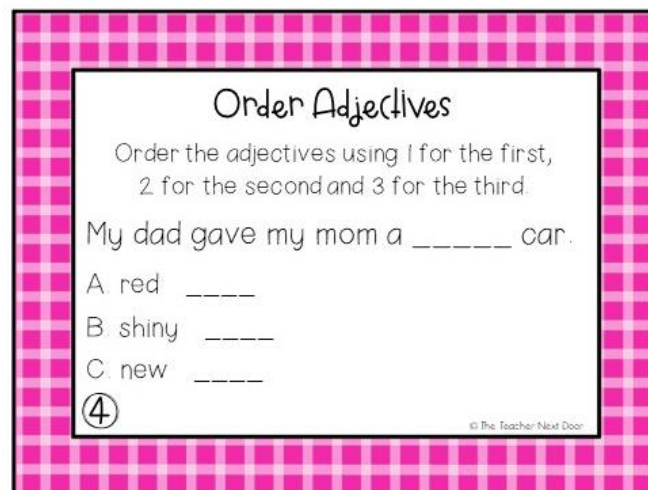 Order Adjectives
Order the adjectives using 1 for the first,
2 for the second and 3 for the third.
My dad gave my mom a _____ car.
A. red ____
B. shiny ____
C. new ____
4
© The Teacher Next Door